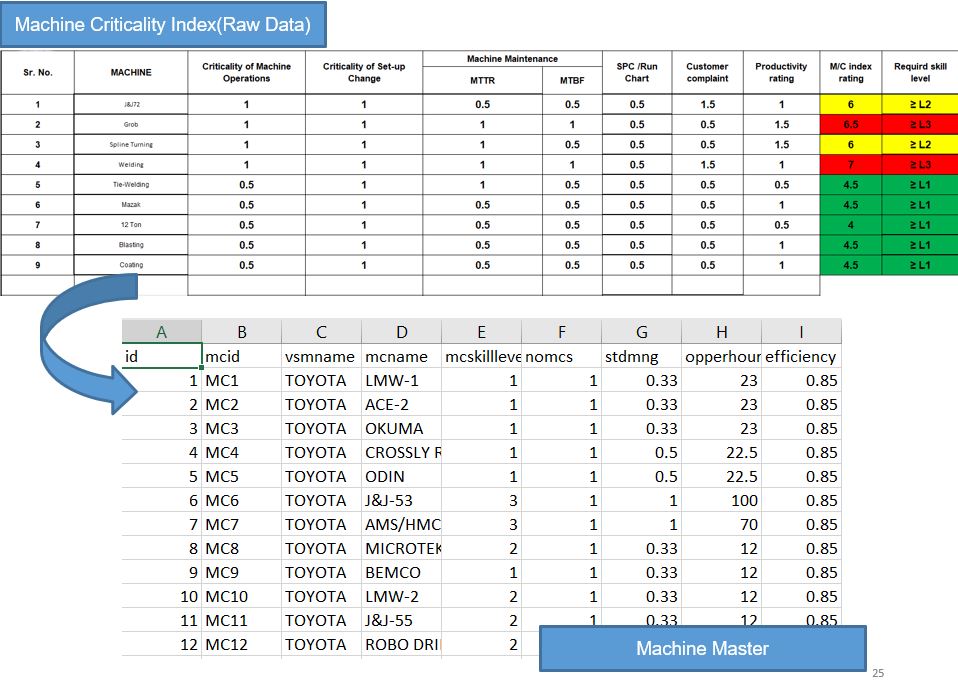 Machine Criticality Index(Raw Data)
Sr. No. MACHINE Criticality of Machine Operations Criticality of Set-up Change Machine Maintenance MTTR MTBF SPC /Run Chart Customer complaint Productivity rating M/C index rating Requird skill level
1 J&J72 1 1 0.5 0.5 0.5 1.5 1 6 ≥ L2
2 Grob 1 1 1 1 0.5 0.5 1.5 6.5 ≥ L3
3 Spline Turning 1 1 1 0.5 0.5 0.5 1.5 6 ≥ L2
4 Welding 1 1 1 1 0.5 1.5 1 7 ≥ L3
5 Tie-Welding 0.5 1 1 0.5 0.5 0.5 0.5 4.5 ≥ L1
6 Mazak 0.5 1 0.5 0.5 0.5 0.5 1 4.5 ≥ L1
7 12 Ton 0.5 1 0.5 0.5 0.5 0.5 0.5 4 ≥ L1
8 Blasting 0.5 1 0.5 0.5 0.5 0.5 1 4.5 ≥ L1
9 Coating 0.5 1 0.5 0.5 0.5 0.5 1 4.5 ≥ L1
A B C D E F G H I
id mcid vsmname mcname mcskillleve nomcs stdmng opperhour efficiency
1 MC1 TOYOTA LMW-1 1 1 0.33 23 0.85
2 MC2 TOYOTA ACE-2 1 1 0.33 23 0.85
3 MC3 TOYOTA OKUMA 1 1 0.33 23 0.85
4 MC4 TOYOTA CROSSLY R 1 1 0.5 22.5 0.85
5 MC5 TOYOTA ODIN 1 1 0.5 22.5 0.85
6 MC6 TOYOTA J&J-53 3 1 1 100 0.85
7 MC7 TOYOTA AMS/HMC 3 1 1 70 0.85
8 MC8 TOYOTA MICROTEK 2 1 0.33 12 0.85
9 MC9 TOYOTA BEMCO 1 1 0.33 12 0.85
10 MC10 TOYOTA LMW-2 2 1 0.33 12 0.85
11 MC11 TOYOTA J&J-55 2 1 0.33 12 0.85
12 MC12 TOYOTA ROBO DRI 2
Machine Master
25